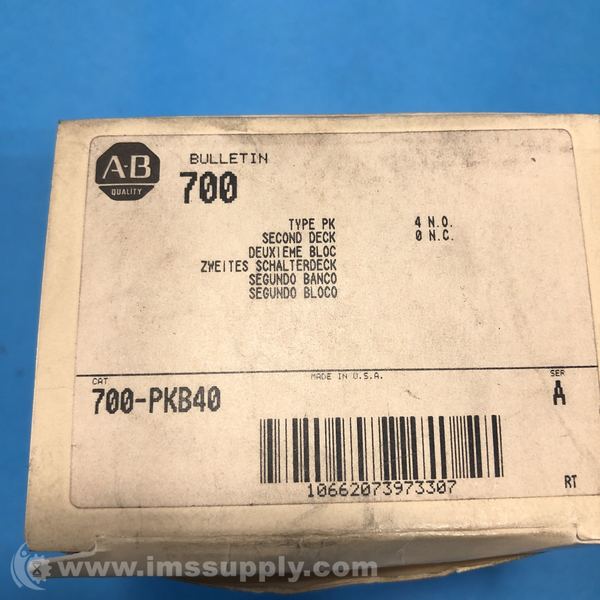 A-B
QUALITY
BULLETIN
700
TYPE PK 4 N.O.
SECOND DECK 0 N.C.
DEUXIEME BLOC
ZWEITES SCHALTERDECK
SEGUNDO BANCO
SEGUNDO BLOCO
CAT MADE IN U.S.A. SER
700-PKB40 A
10662073973307
RT
www.imssupply.com